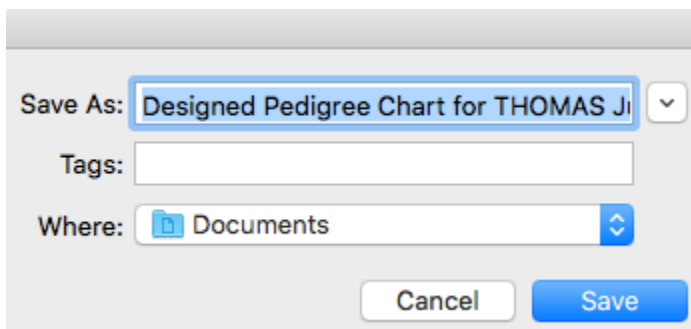 Save As: Designed Pedigree Chart for THOMAS
Tags:
Where: Documents
Cancel Save